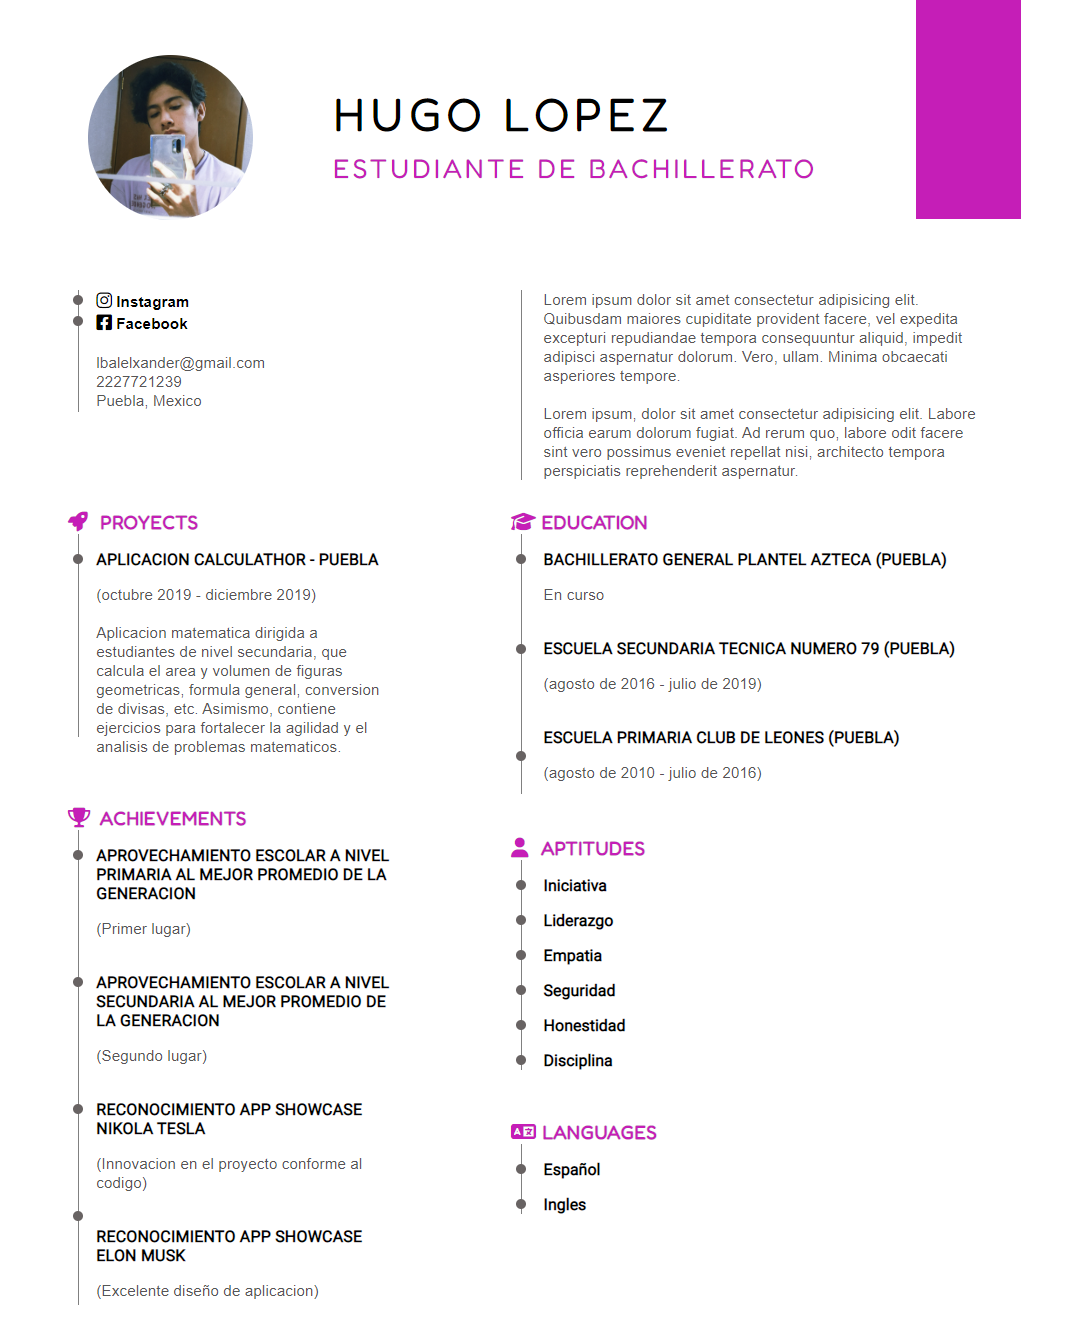 HUGO LOPEZ
ESTUDIANTE DE BACHILLERATO
Instagram
Facebook
lbalelxander@gmail.com
2227721239
Puebla, Mexico
Lorem ipsum dolor sit amet consectetur adipisicing elit.
Quibusdam maiores cupiditate provident facere, vel expedita
excepturi repudiandae tempora consequuntur aliquid, impedit
adipisci aspernatur dolorum. Vero, ullam. Minima obcaecati
asperiores tempore.
Lorem ipsum, dolor sit amet consectetur adipisicing elit. Labore
officia earum dolorum fugiat. Ad rerum quo, labore odit facere
sint vero possimus eveniet repellat nisi, architecto tempora
perspiciatis reprehenderit aspernatur.
PROYECTS
APLICACION CALCULATHOR - PUEBLA
(octubre 2019 - diciembre 2019)
Aplicacion matematica dirigida a
estudiantes de nivel secundaria, que
calcula el area y volumen de figuras
geometricas, formula general, conversion
de divisas, etc. Asimismo, contiene
ejercicios para fortalecer la agilidad y el
analisis de problemas matematicos.
ACHIEVEMENTS
APROVECHAMIENTO ESCOLAR A NIVEL
PRIMARIA AL MEJOR PROMEDIO DE LA
GENERACION
(Primer lugar)
APROVECHAMIENTO ESCOLAR A NIVEL
SECUNDARIA AL MEJOR PROMEDIO DE
LA GENERACION
(Segundo lugar)
RECONOCIMIENTO APP SHOWCASE
NIKOLA TESLA
(Innovacion en el proyecto conforme al
codigo)
RECONOCIMIENTO APP SHOWCASE
ELON MUSK
(Excelente diseño de aplicacion)
EDUCATION
BACHILLERATO GENERAL PLANTEL AZTECA (PUEBLA)
En curso
ESCUELA SECUNDARIA TECNICA NUMERO 79 (PUEBLA)
(agosto de 2016 - julio de 2019)
ESCUELA PRIMARIA CLUB DE LEONES (PUEBLA)
(agosto de 2010 - julio de 2016)
APTITUDES
Iniciativa
Liderazgo
Empatia
Seguridad
Honestidad
Disciplina
LANGUAGES
Español
Ingles